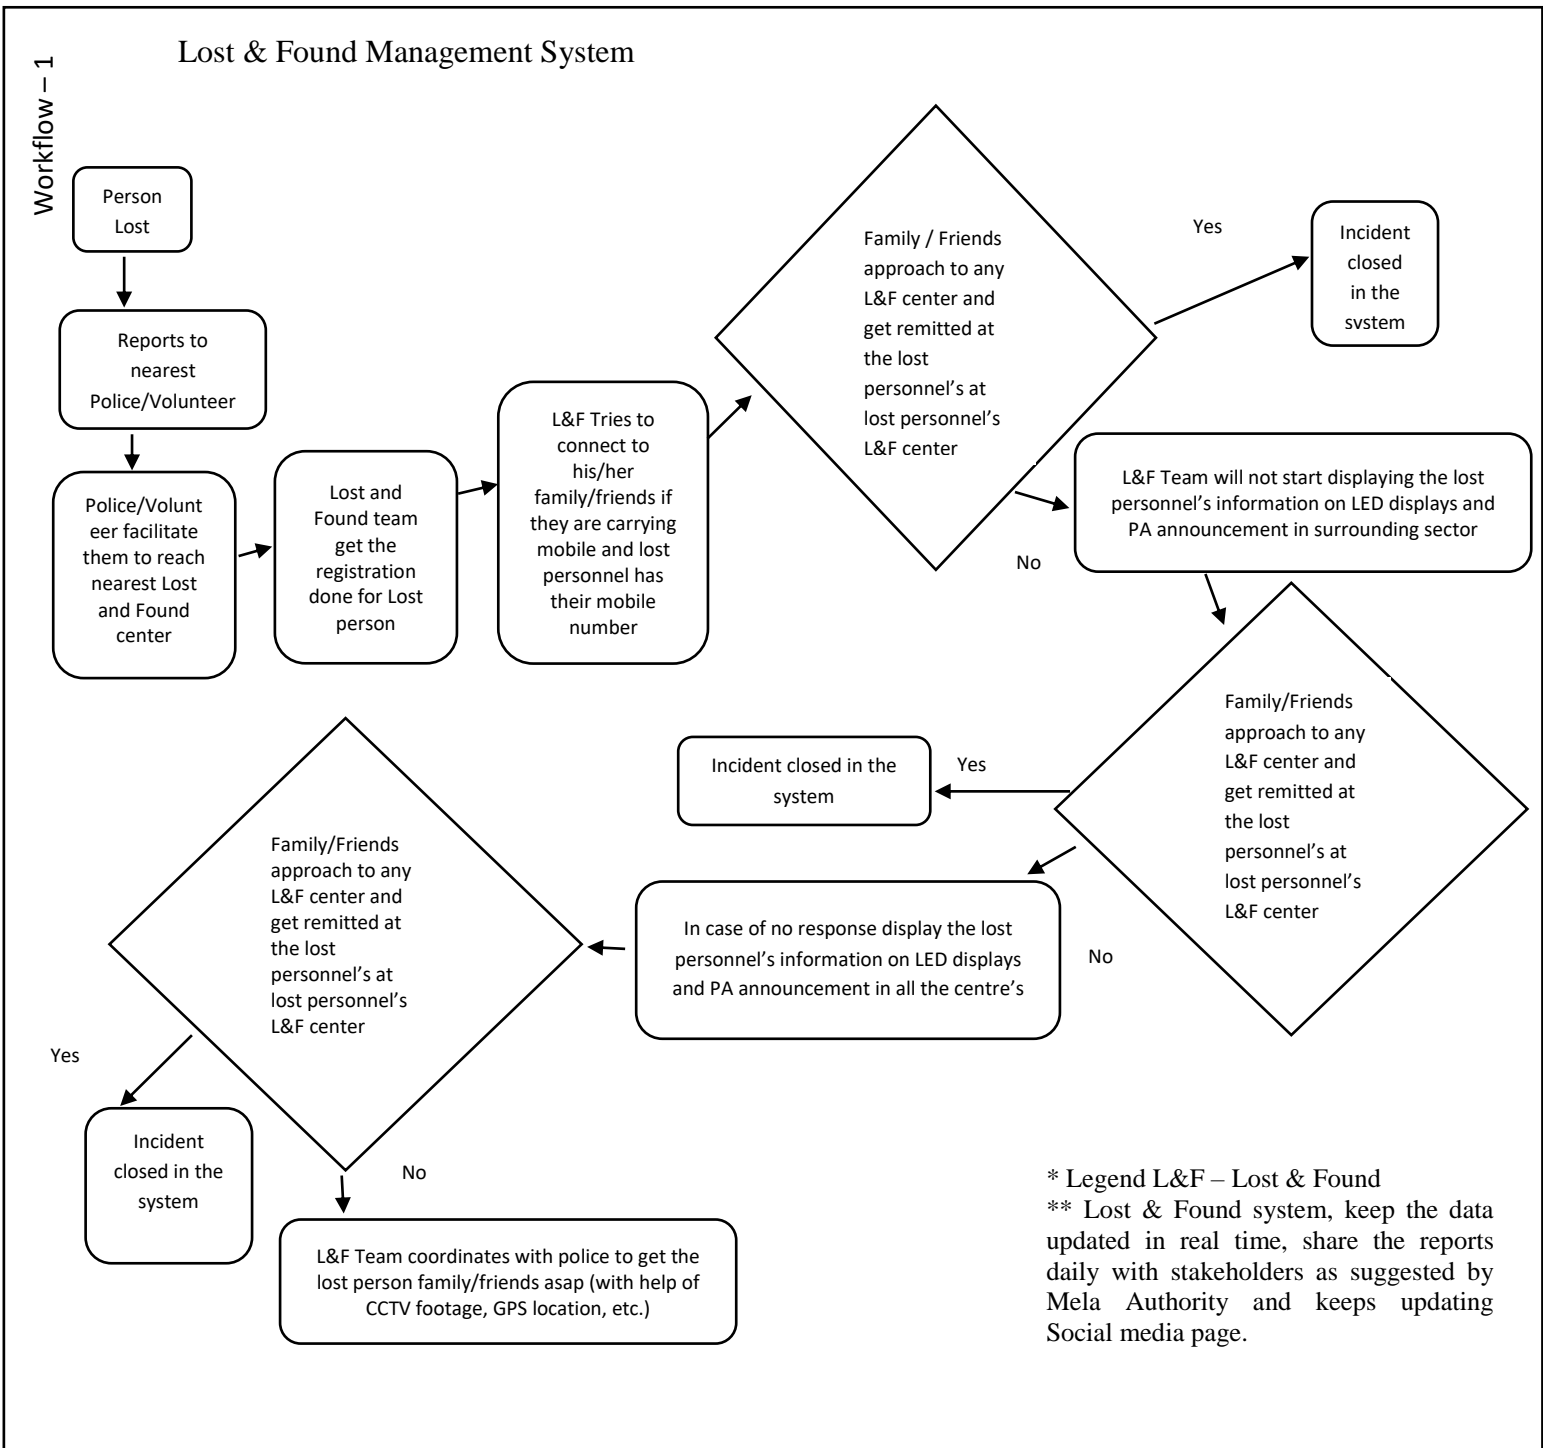 Workflow – 1
Lost & Found Management System
Person
Lost
Reports to
nearest
Police/Volunteer
Police/Volunt
eer facilitate
them to reach
nearest Lost
and Found
center
Lost and
Found team
get the
registration
done for Lost
person
L&F Tries to
connect to
his/her
family/friends if
they are carrying
mobile and lost
personnel has
their mobile
number
Family / Friends
approach to any
L&F center and
get remitted at
the lost
personnel's at
lost personnel's
L&F center
Yes
Incident
closed
in the
system
No
L&F Team will not start displaying the lost
personnel's information on LED displays and
PA announcement in surrounding sector
Family/Friends
approach to any
L&F center and
get remitted at
the lost
personnel's at
lost personnel's
L&F center
Yes
Incident closed in the
system
No
In case of no response display the lost
personnel's information on LED displays
and PA announcement in all the centre's
Family/Friends
approach to any
L&F center and
get remitted at
the lost
personnel's at
lost personnel's
L&F center
Yes
Incident
closed in the
system
No
L&F Team coordinates with police to get the
lost person family/friends asap (with help of
CCTV footage, GPS location, etc.)
* Legend L&F – Lost & Found
** Lost & Found system, keep the data
updated in real time, share the reports
daily with stakeholders as suggested by
Mela Authority and keeps updating
Social media page.